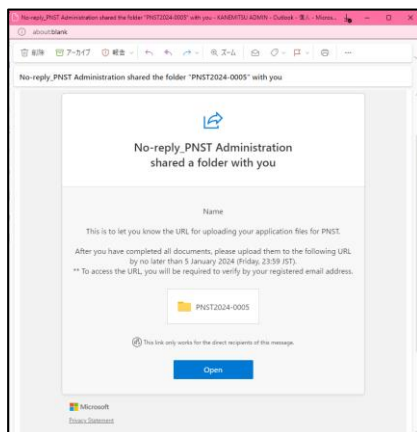 No-reply_PNST Administration shared the folder "PNST2024-0005" with you - KANEMITSU ADMIN - Outlook - 個人 - Micros...
about:blank
削除 アーカイブ 報告 ズーム
No-reply_PNST Administration shared the folder "PNST2024-0005" with you
No-reply_PNST Administration
shared a folder with you
Name
This is to let you know the URL for uploading your application files for PNST.
After you have completed all documents, please upload them to the following URL
by no later than 5 January 2024 (Friday, 23:59 JST).
** To access the URL, you will be required to verify by your registered email address.
PNST2024-0005
This link only works for the direct recipients of this message.
Open
Microsoft
Privacy Statement